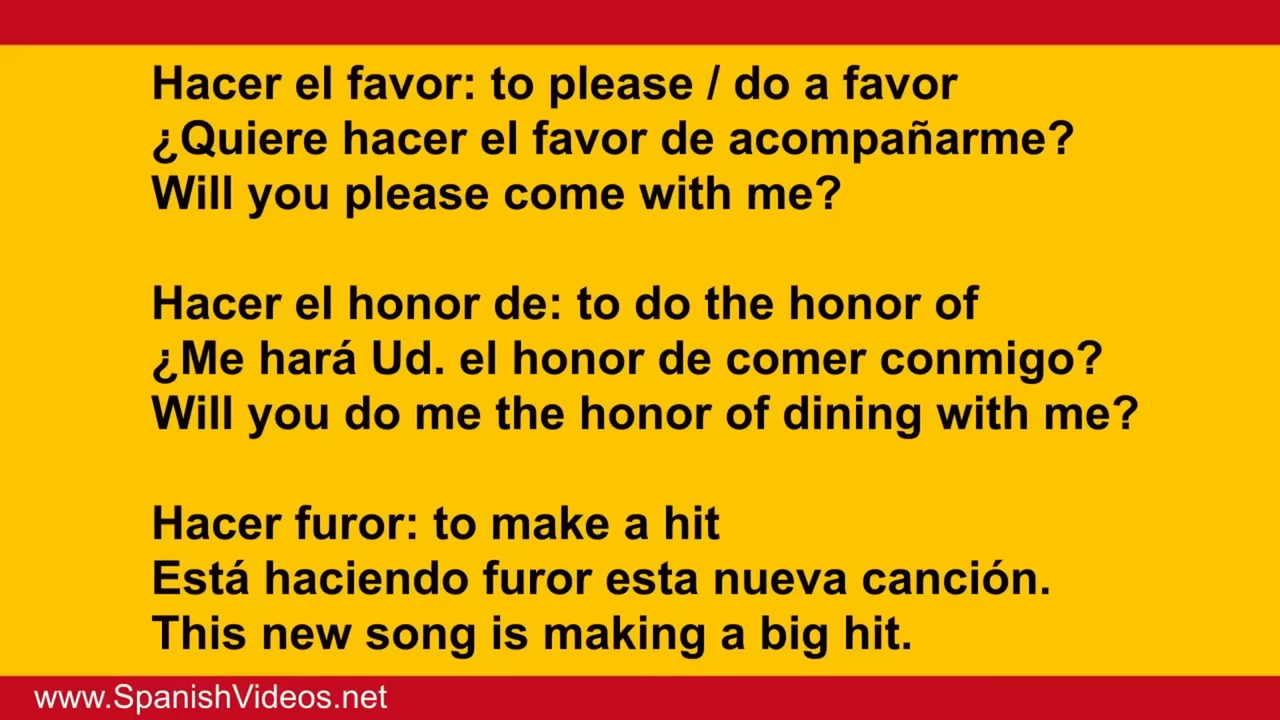 Hacer el favor: to please / do a favor
¿Quiere hacer el favor de acompañarme?
Will you please come with me?
Hacer el honor de: to do the honor of
¿Me hará Ud. el honor de comer conmigo?
Will you do me the honor of dining with me?
Hacer furor: to make a hit
Está haciendo furor esta nueva canción.
This new song is making a big hit.
www.SpanishVideos.net